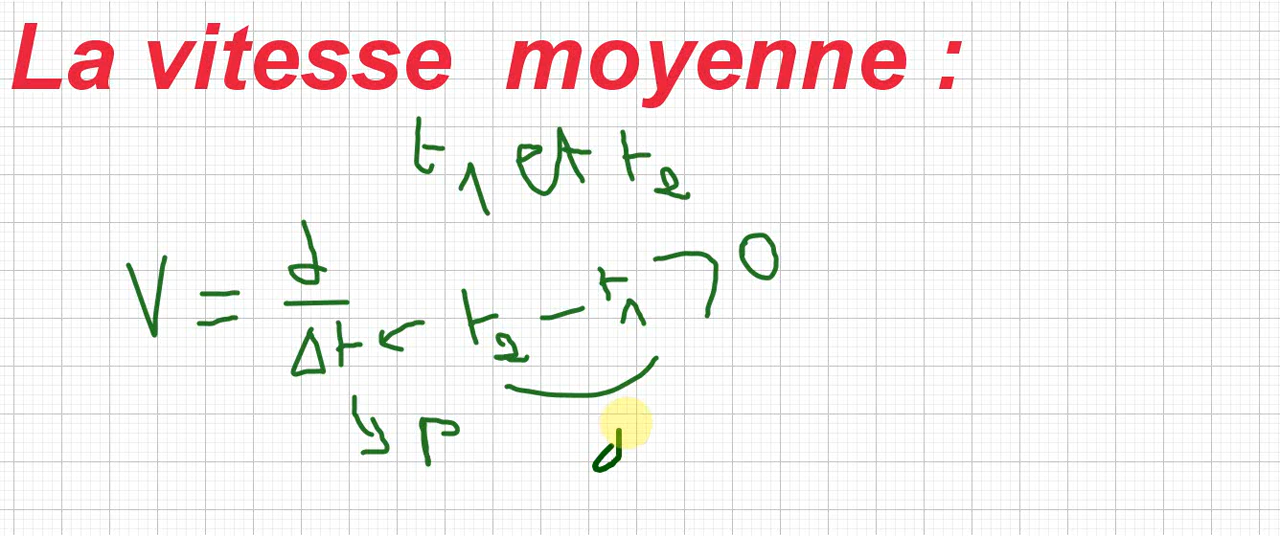 La vitesse moyenne :
t₁ et t₂
V = d/Δt ← t₂ - t₁ 0
↘ r
d